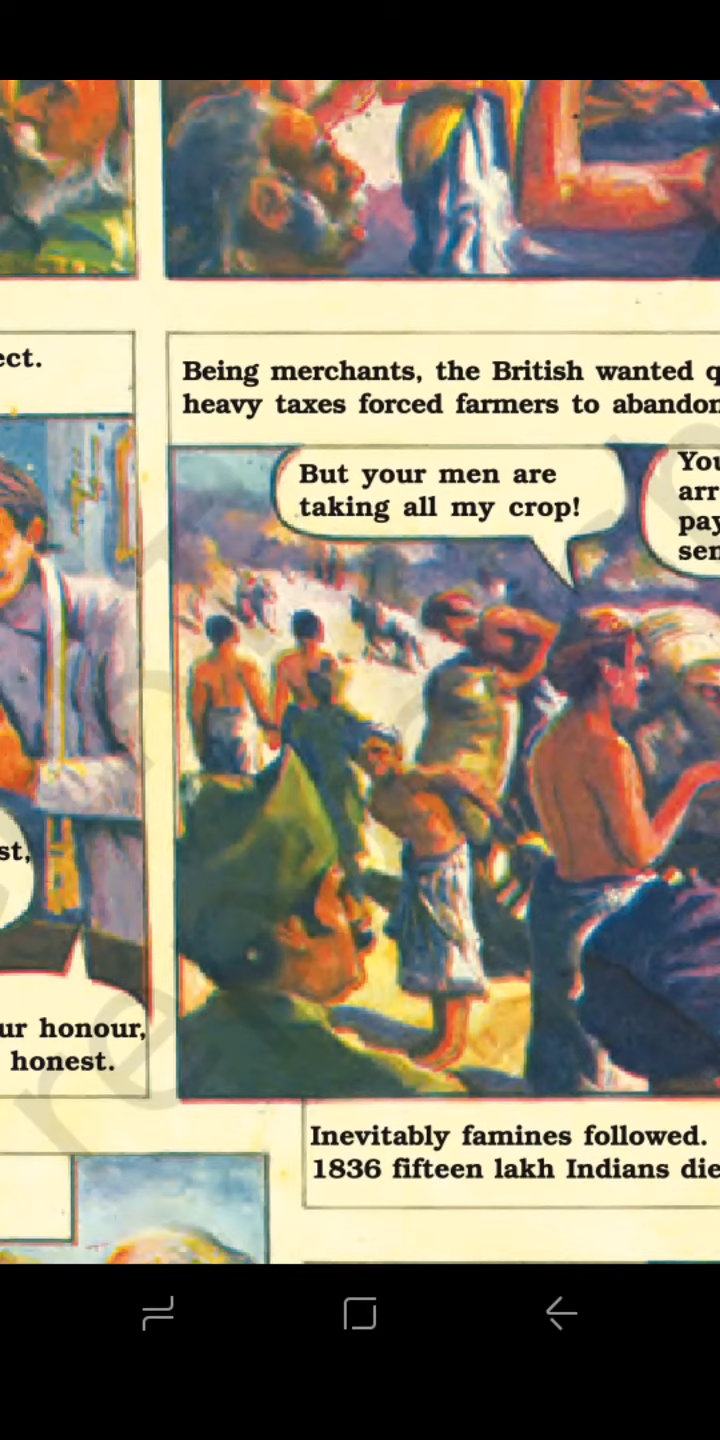 ect.
Being merchants, the British wanted q
heavy taxes forced farmers to abandon
But your men are
taking all my crop!
You
arr
pay
sen
st,
ur honour,
honest.
Inevitably famines followed.
1836 fifteen lakh Indians die